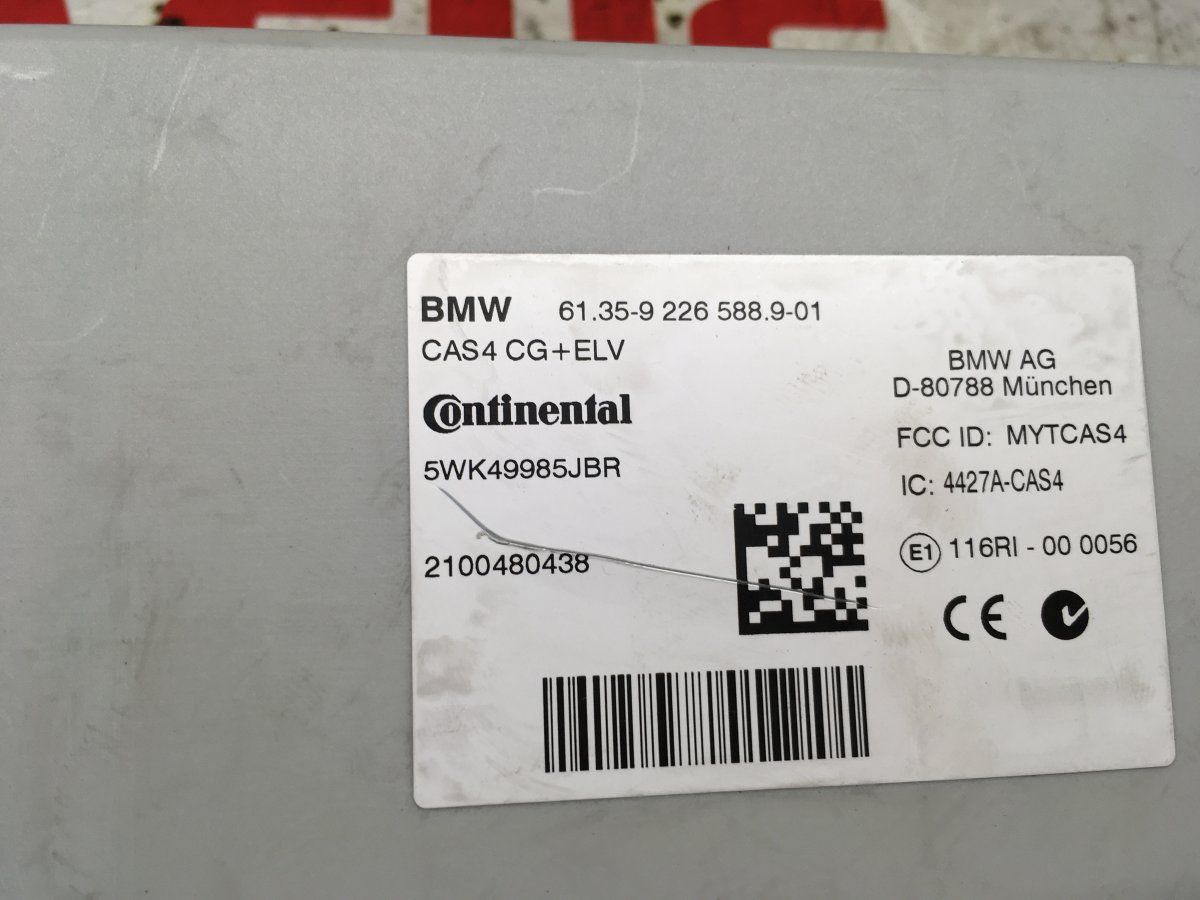 BMW 61.35-9 226 588.9-01
CAS4 CG+ELV
Continental
5WK49985JBR
2100480438
BMW AG
D-80788 München
FCC ID: MYTCAS4
IC: 4427A-CAS4
E1 116RI - 00 0056
CE